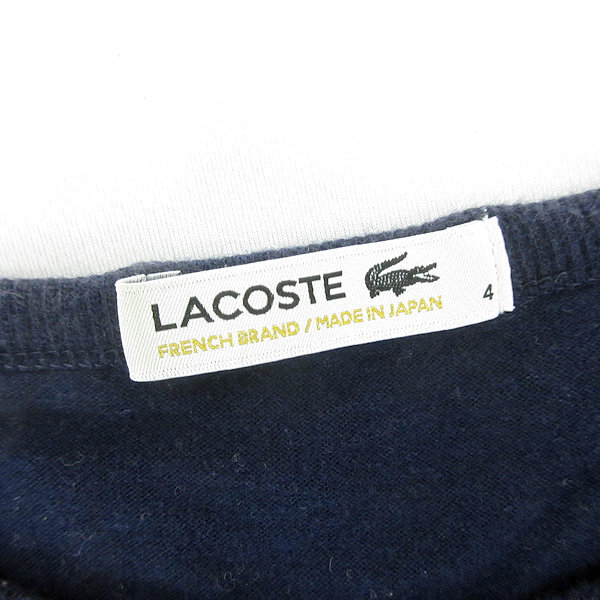 LACOSTE 4
FRENCH BRAND / MADE IN JAPAN